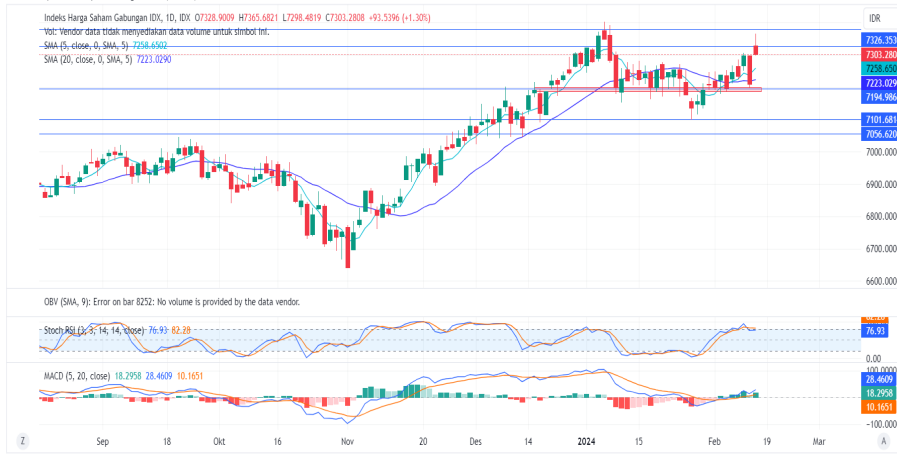 Indeks Harga Saham Gabungan IDX, 1D, IDX O7328.9009 H7365.6821 L7298.4819 C7303.2808 +93.5396 (+1.30%)
IDR
Vol: Vendor data tidak menyediakan data volume untuk simbol ini.
SMA (5, close, 0, SMA, 5) 7258.6502
SMA (20, close, 0, SMA, 5) 7223.0290
7326.353
7303.280
7258.650
7223.029
7194.986
7101.681
7056.620
7000.000
6900.000
6800.000
6700.000
6600.000
OBV (SMA, 9): Error on bar 8252: No volume is provided by the data vendor.
Stoch RSI (3, 3, 14, 14, close) 76.93 82.28
76.93
0.00
MACD (5, 20, close) 18.2958 28.4609 10.1651
100.0000
28.4609
18.2958
10.1651
−100.0000
Z Sep 18 Okt 16 Nov 20 Des 14 2024 15 Feb 19 Mar A